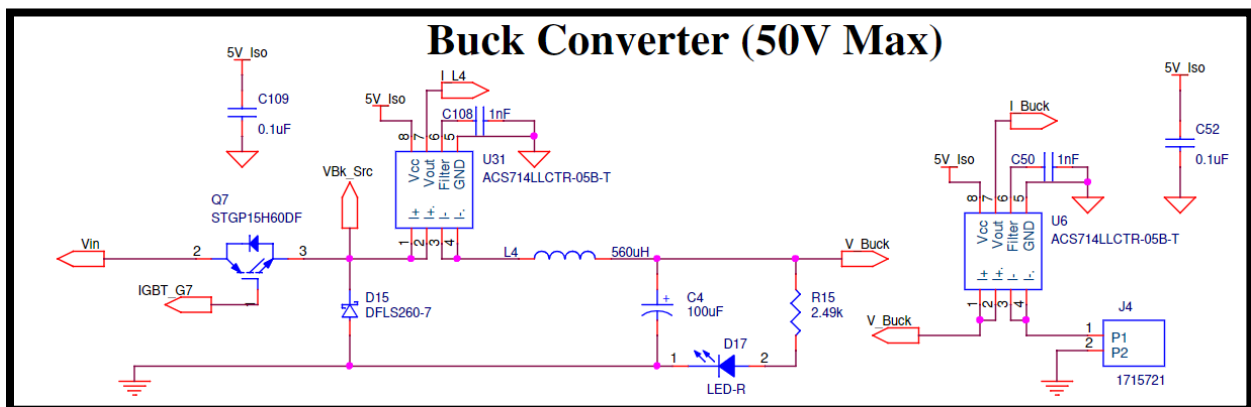 Buck Converter (50V Max)
5V_Iso
C109
0.1uF
I_L4
5V_Iso
C108
1nF
8
7
6
5
Vcc
Vout
Filter
GND
I+
I+.
I-
I-.
1
2
3
4
U31
ACS714LLCTR-05B-T
VBk_Src
Q7
STGP15H60DF
Vin
2
3
1
IGBT_G7
D15
DFLS260-7
L4
560uH
V_Buck
C4
100uF
R15
2.49k
1
D17
2
LED-R
I_Buck
5V_Iso
C50
1nF
8
7
6
5
Vcc
Vout
Filter
GND
I+
I+.
I-
I-.
1
2
3
4
U6
ACS714LLCTR-05B-T
5V_Iso
C52
0.1uF
V_Buck
J4
1
P1
2
P2
1715721